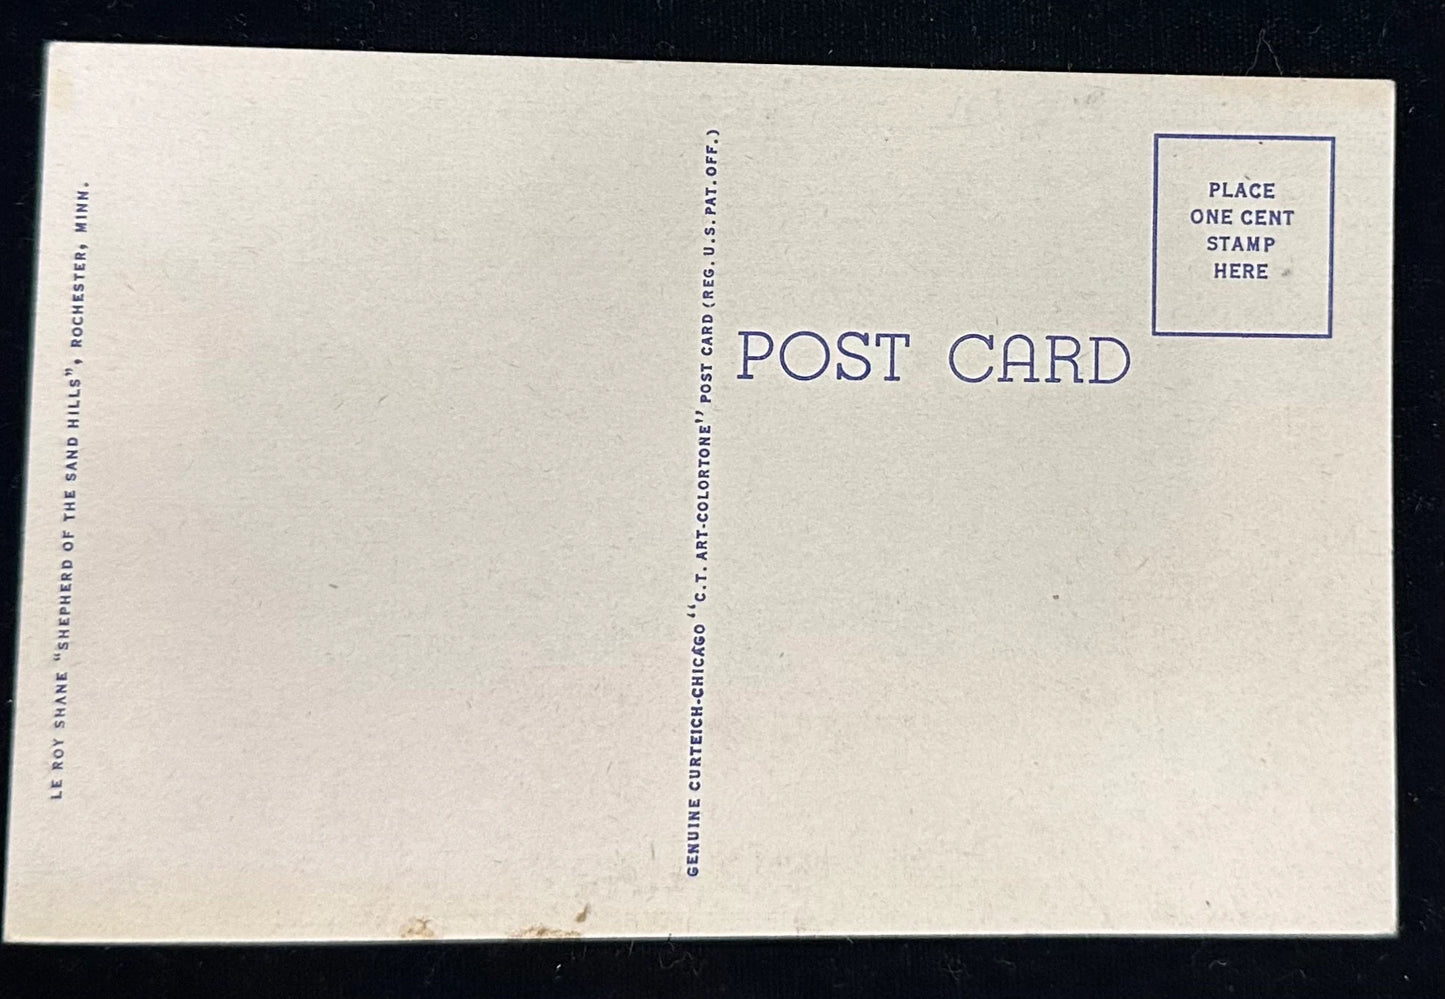 LE ROY SHANE "SHEPHERD OF THE SAND HILLS", ROCHESTER, MINN.
GENUINE CURTEICH-CHICAGO "C.T. ART-COLORTONE" POST CARD (REG. U.S. PAT. OFF.)
POST CARD
PLACE
ONE CENT
STAMP
HERE